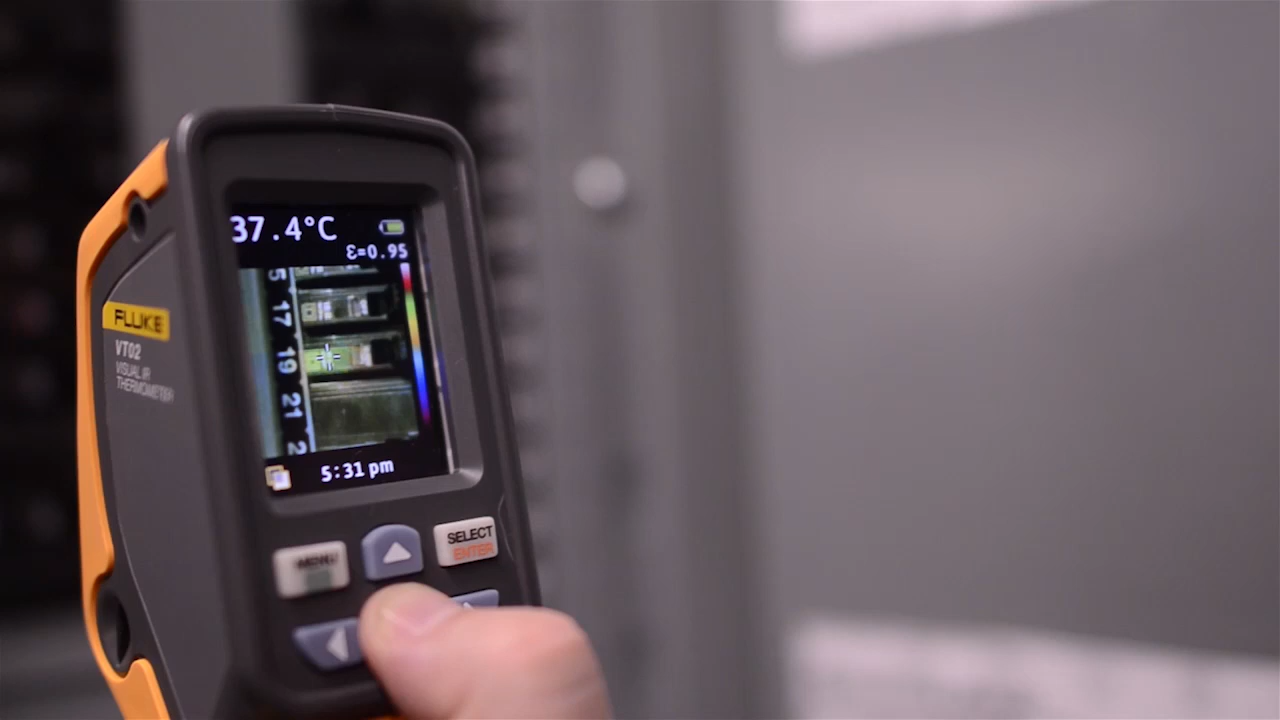 37.4°C
ε=0.95
5
17
19
21
2
5:31 pm
FLUKE
VT02
VISUAL IR
THERMOMETER
MENU
SELECT
ENTER